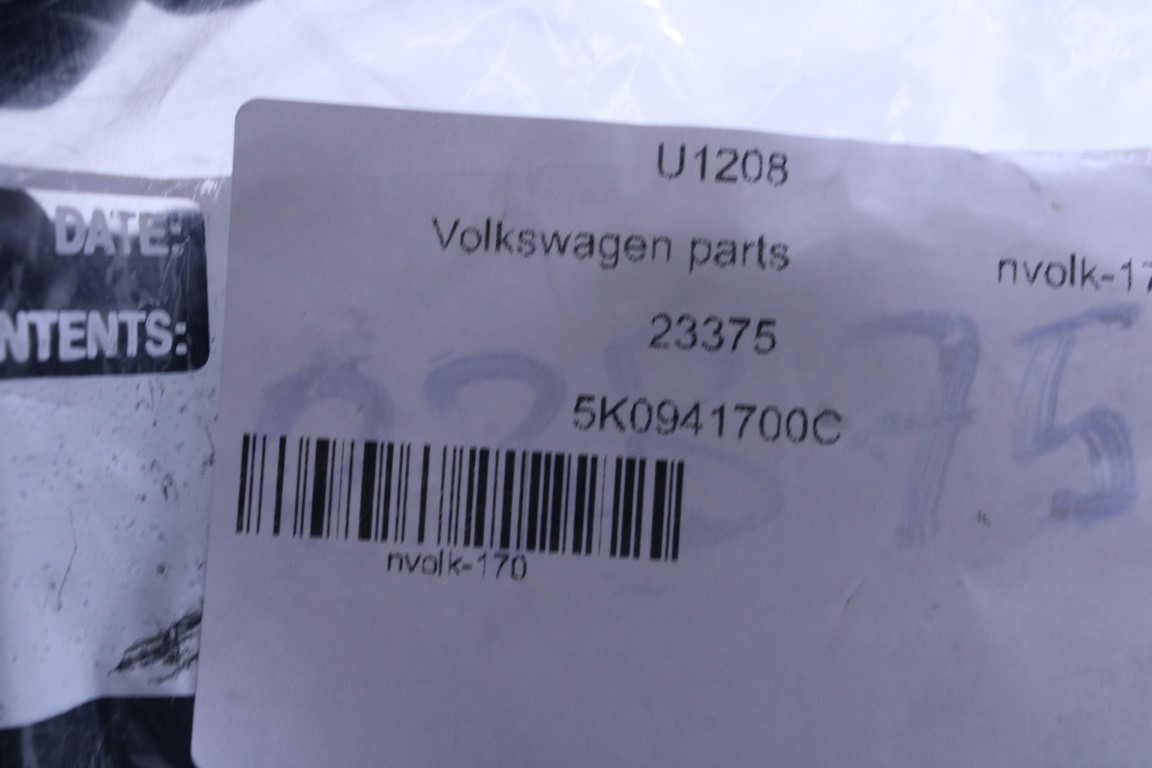 U1208
Volkswagen parts
nvolk-17
23375
5K0941700C
nvolk-170
DATE:
NTENTS: